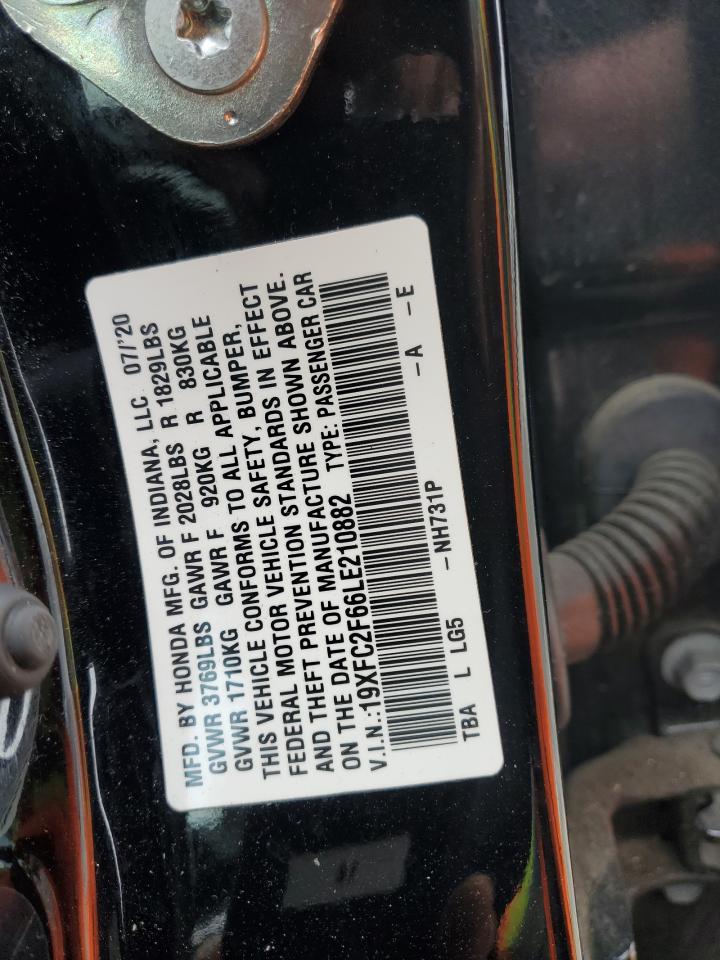 MFD. BY HONDA MFG. OF INDIANA, LLC 07/'20
GVWR 3769LBS GAWR F 2028LBS R 1829LBS
GVWR 1710KG GAWR F 920KG R 830KG
THIS VEHICLE CONFORMS TO ALL APPLICABLE
FEDERAL MOTOR VEHICLE SAFETY, BUMPER,
AND THEFT PREVENTION STANDARDS IN EFFECT
ON THE DATE OF MANUFACTURE SHOWN ABOVE.
V.I.N.:19XFC2F66LE210882 TYPE: PASSENGER CAR
TBA L LG5 -NH731P -A -E